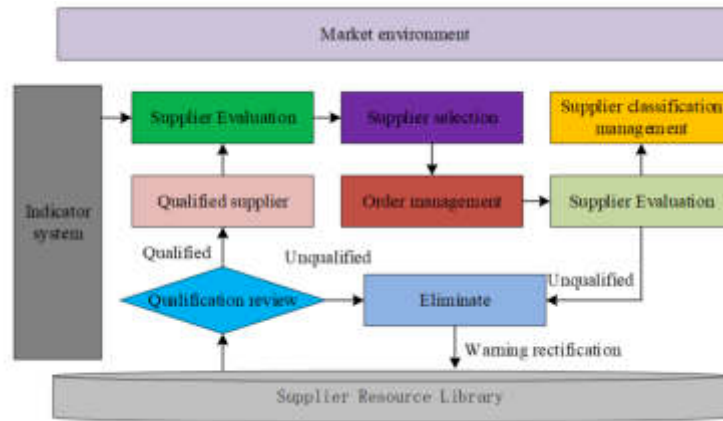 Market environment
Supplier Evaluation
Supplier selection
Supplier classification
management
Indicator
system
Qualified supplier
Order management
Supplier Evaluation
Qualified
Unqualified
Unqualified
Qualification review
Eliminate
Warning rectification
Supplier Resource Library